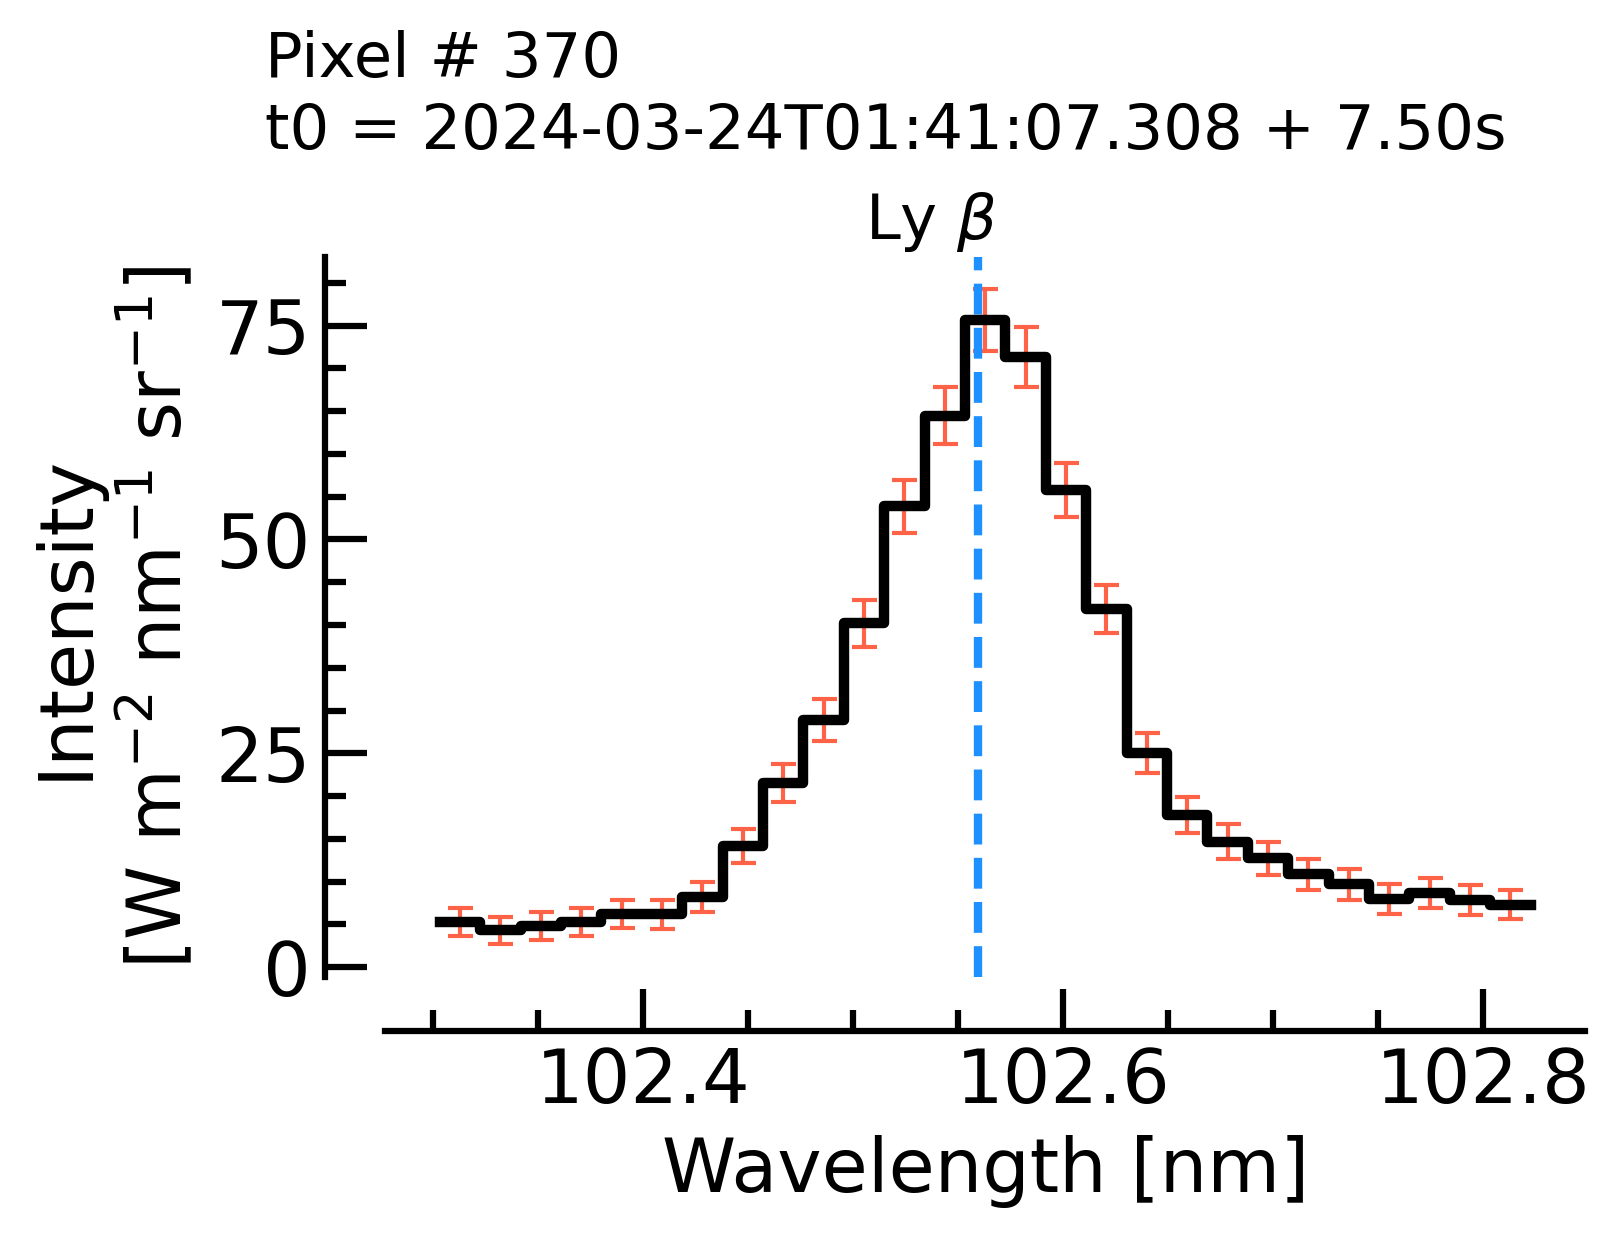 Pixel # 370
t0 = 2024-03-24T01:41:07.308 + 7.50s
Ly β
Intensity
[W m⁻² nm⁻¹ sr⁻¹]
75
50
25
0
102.4 102.6 102.8
Wavelength [nm]